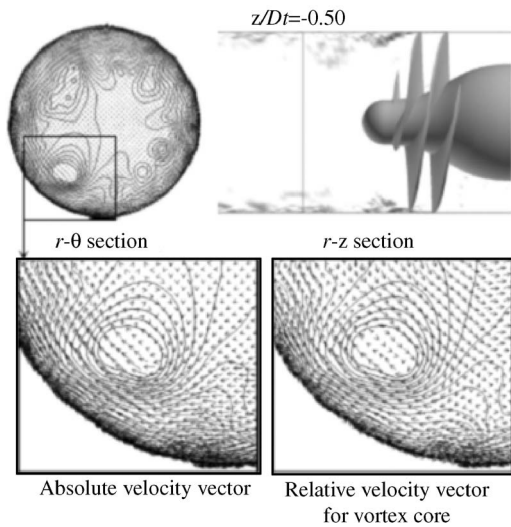 z/Dt=-0.50
r-θ section
r-z section
Absolute velocity vector
Relative velocity vector
for vortex core